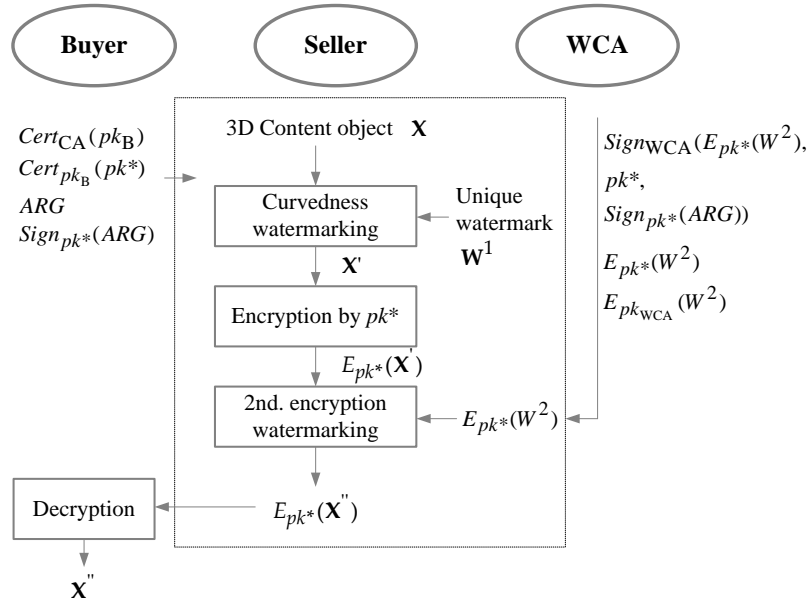 Buyer
Seller
WCA
Cert_CA(pk_B)
Cert_pk_B(pk*)
ARG
Sign_pk*(ARG)
3D Content object X
Curvedness
watermarking
Unique
watermark
W^1
X'
Encryption by pk*
E_pk*(X')
2nd. encryption
watermarking
E_pk*(W^2)
E_pk*(X'')
Sign_WCA(E_pk*(W^2),
pk*,
Sign_pk*(ARG))
E_pk*(W^2)
E_pk_WCA(W^2)
Decryption
X''